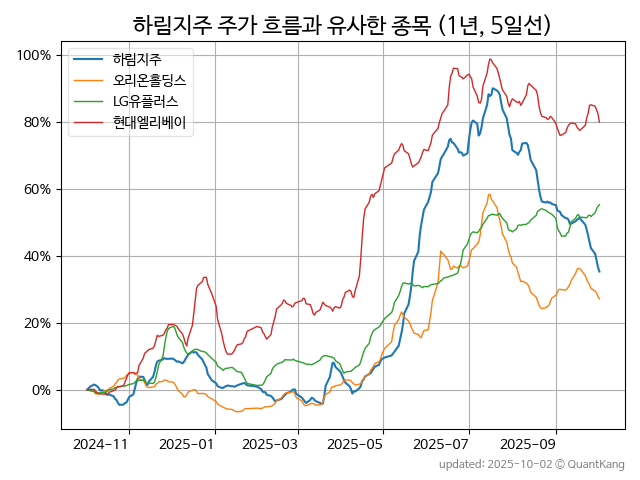 하림지주 주가 흐름과 유사한 종목 (1년, 5일선)
하림지주
오리온홀딩스
LG유플러스
현대엘리베이
100%
80%
60%
40%
20%
0%
2024-11 2025-01 2025-03 2025-05 2025-07 2025-09
updated: 2025-10-02 © QuantKang